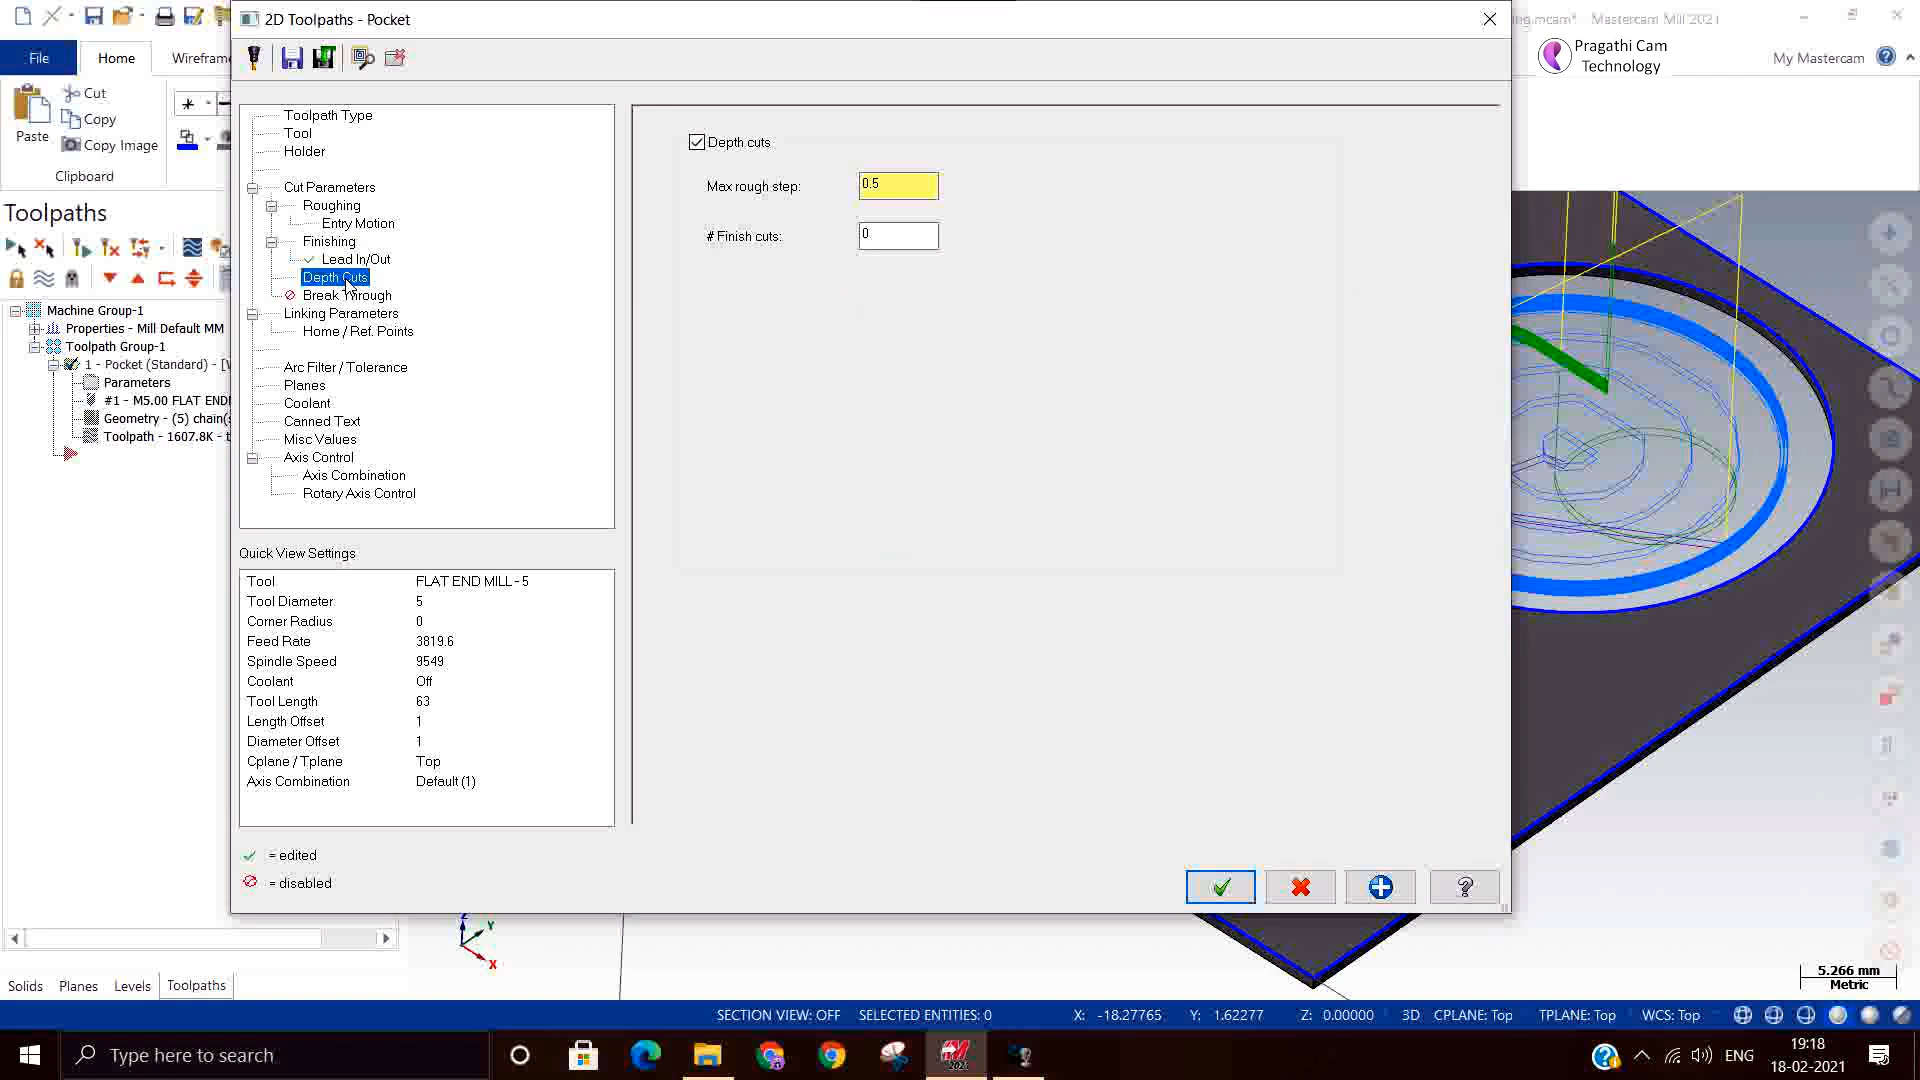 2D Toolpaths - Pocket
ng.mcam* Mastercam Mill 2021
File
Home
Wirefram
Pragathi Cam
Technology
My Mastercam
Paste
Cut
Copy
Copy Image
Clipboard
Toolpaths
Machine Group-1
Properties - Mill Default MM
Toolpath Group-1
1 - Pocket (Standard) - [W
Parameters
#1 - M5.00 FLAT END
Geometry - (5) chain(s
Toolpath - 1607.8K - t
Toolpath Type
Tool
Holder
Cut Parameters
Roughing
Entry Motion
Finishing
Lead In/Out
Depth Cuts
Break Through
Linking Parameters
Home / Ref. Points
Arc Filter / Tolerance
Planes
Coolant
Canned Text
Misc Values
Axis Control
Axis Combination
Rotary Axis Control
Depth cuts
Max rough step: 0.5
# Finish cuts: 0
Quick View Settings
Tool FLAT END MILL - 5
Tool Diameter 5
Corner Radius 0
Feed Rate 3819.6
Spindle Speed 9549
Coolant Off
Tool Length 63
Length Offset 1
Diameter Offset 1
Cplane / Tplane Top
Axis Combination Default (1)
= edited
= disabled
Z
Y
X
5.266 mm
Metric
Solids Planes Levels Toolpaths
SECTION VIEW: OFF SELECTED ENTITIES: 0 X: -18.27765 Y: 1.62277 Z: 0.00000 3D CPLANE: Top TPLANE: Top WCS: Top
Type here to search
2021
ENG
19:18
18-02-2021